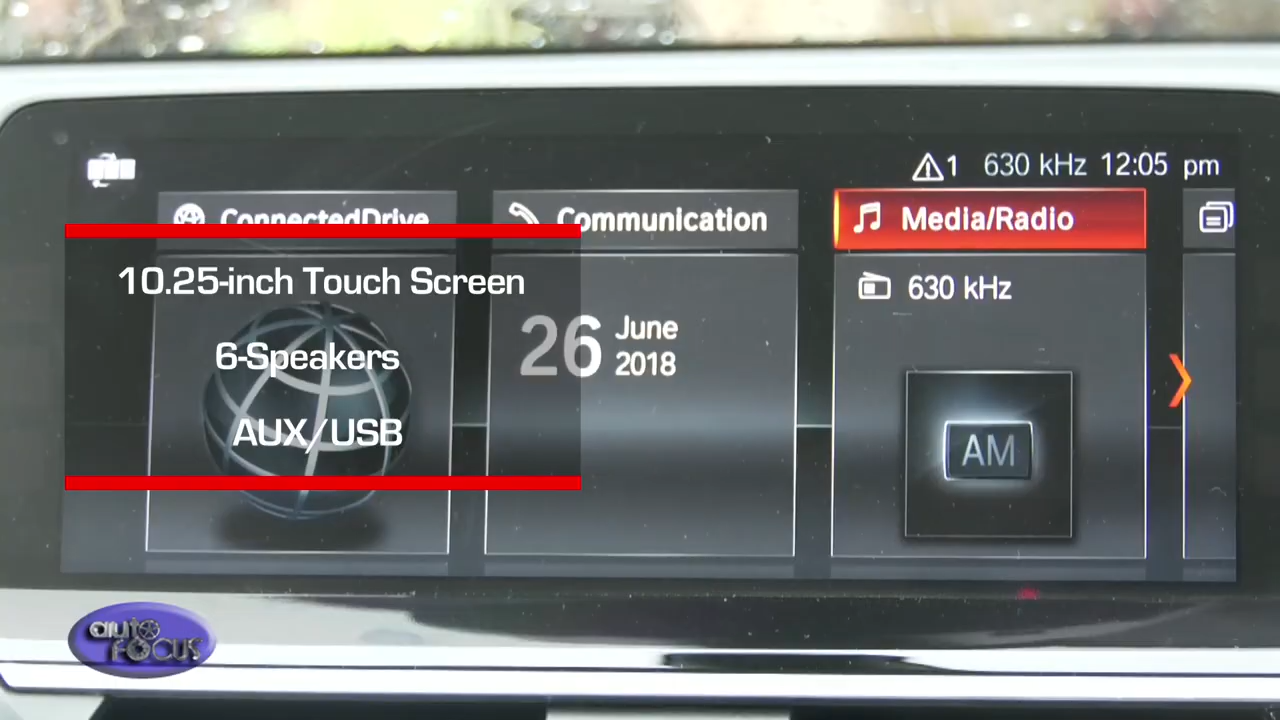 1 630 kHz 12:05 pm
ConnectedDrive
Communication
Media/Radio
10.25-inch Touch Screen
6-Speakers
AUX/USB
26 June
2018
630 kHz
AM
auto
FOCUS